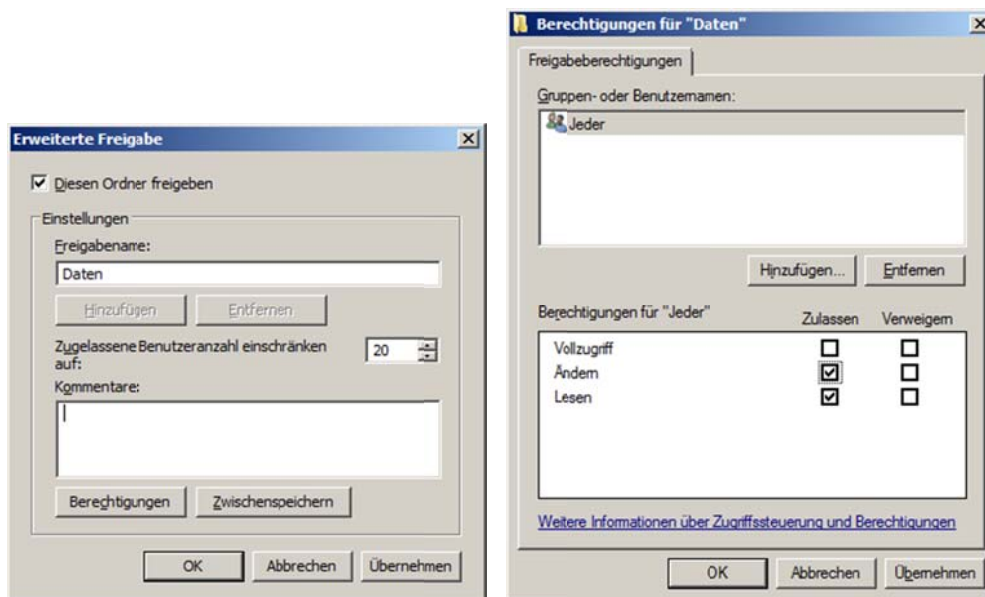 Erweiterte Freigabe
Diesen Ordner freigeben
Einstellungen
Freigabename:
Daten
Hinzufügen
Entfernen
Zugelassene Benutzeranzahl einschränken
auf:
20
Kommentare:
Berechtigungen
Zwischenspeichern
OK
Abbrechen
Übernehmen
Berechtigungen für "Daten"
Freigabeberechtigungen
Gruppen- oder Benutzernamen:
Jeder
Hinzufügen...
Entfernen
Berechtigungen für "Jeder"
Zulassen
Verweigern
Vollzugriff
Ändern
Lesen
Weitere Informationen über Zugriffssteuerung und Berechtigungen
OK
Abbrechen
Übernehmen